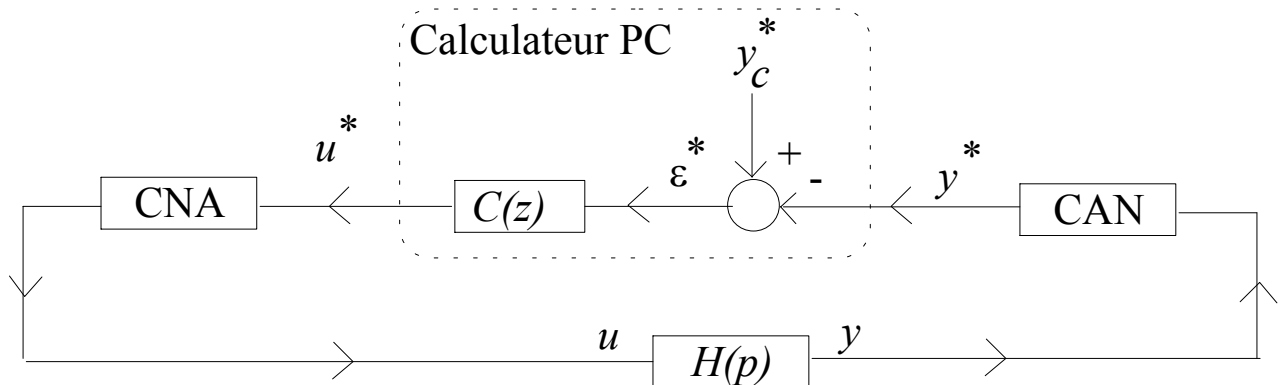 Calculateur PC
y_c^*
u^*
ε^*
+
-
y^*
CNA
C(z)
CAN
u
H(p)
y